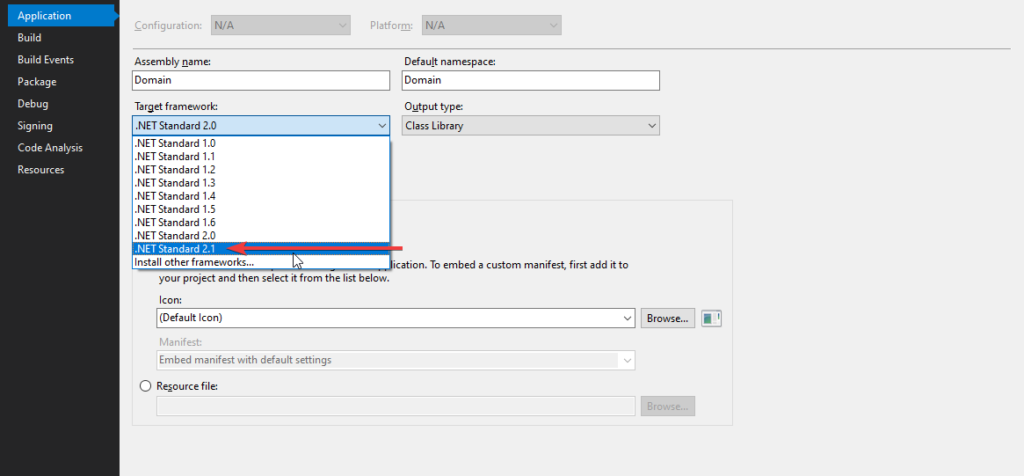 Application
Build
Build Events
Package
Debug
Signing
Code Analysis
Resources
Configuration: N/A Platform: N/A
Assembly name: Default namespace:
Domain Domain
Target framework: Output type:
.NET Standard 2.0 Class Library
.NET Standard 1.0
.NET Standard 1.1
.NET Standard 1.2
.NET Standard 1.3
.NET Standard 1.4
.NET Standard 1.5
.NET Standard 1.6
.NET Standard 2.0
.NET Standard 2.1
Install other frameworks...
plication. To embed a custom manifest, first add it to
your project and then select it from the list below.
Icon:
(Default Icon) Browse...
Manifest:
Embed manifest with default settings
Resource file:
Browse...